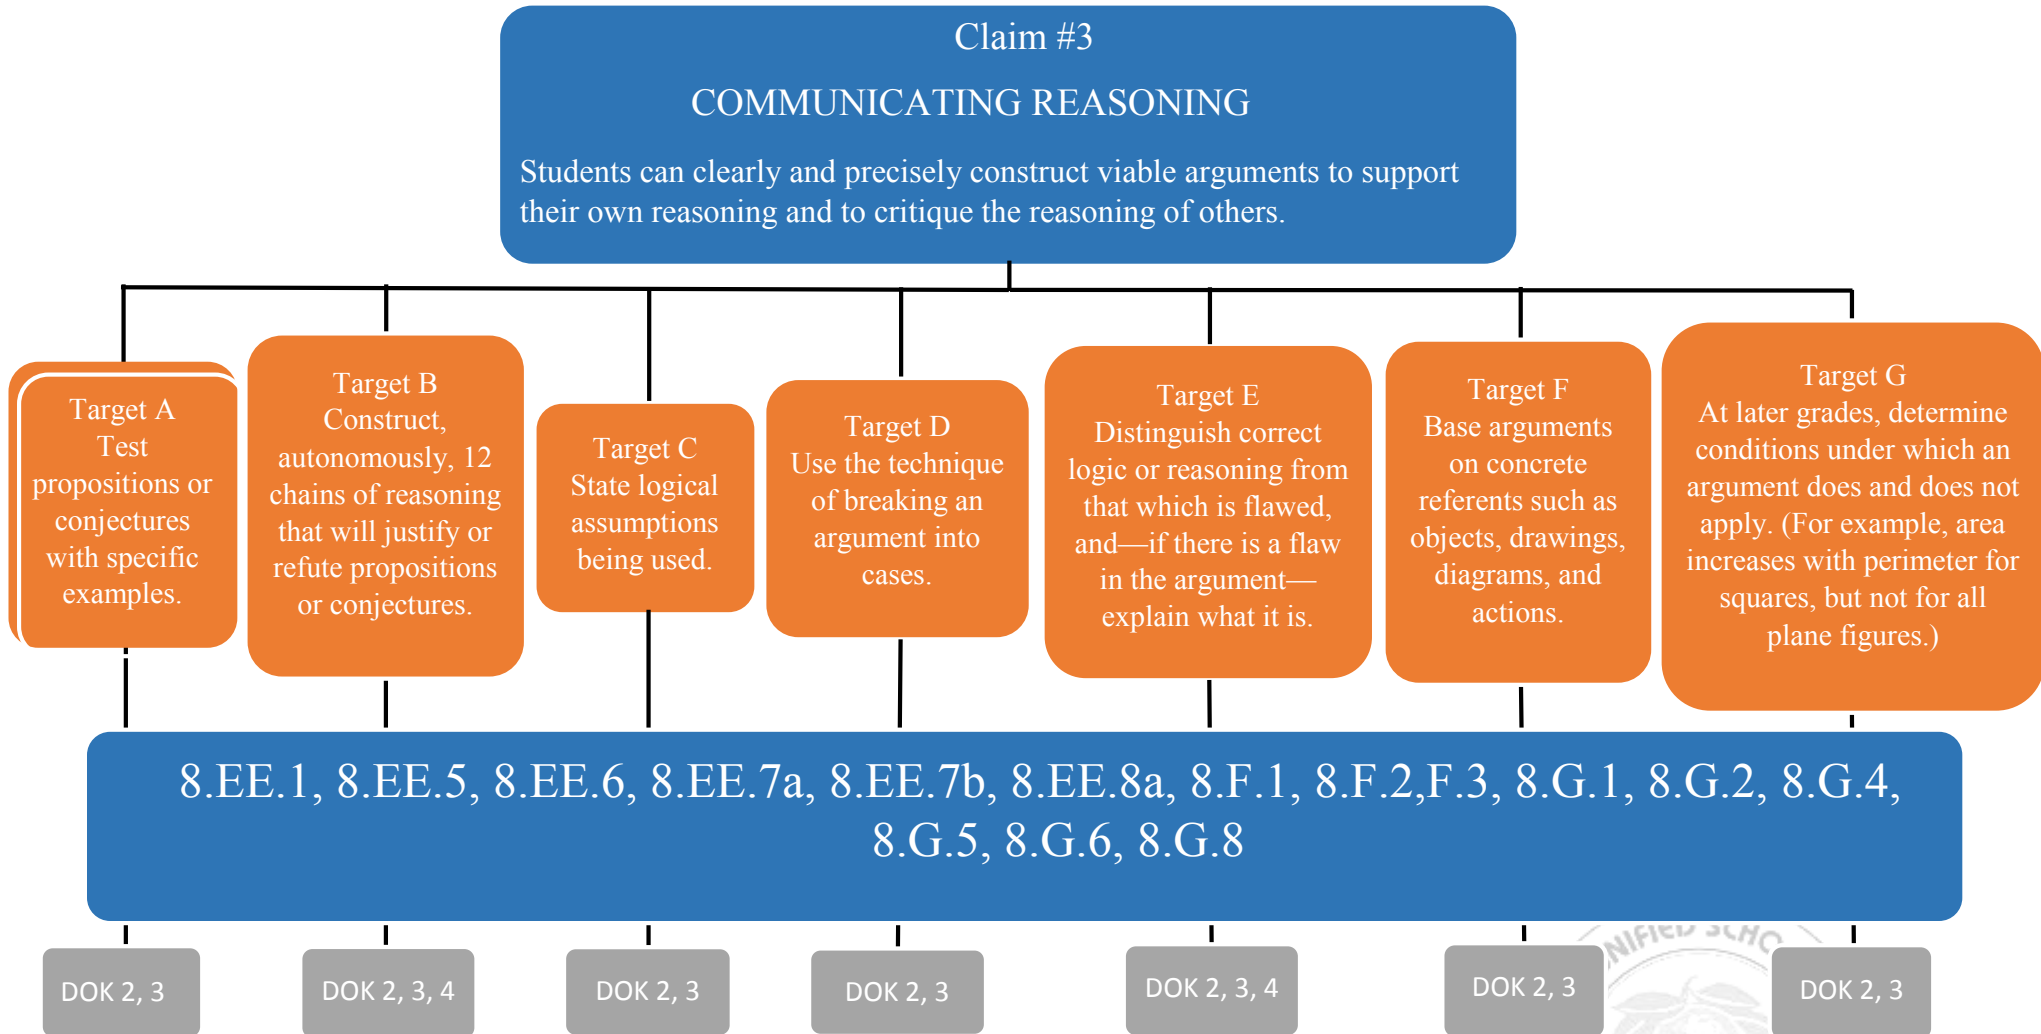 Claim #3
COMMUNICATING REASONING
Students can clearly and precisely construct viable arguments to support
their own reasoning and to critique the reasoning of others.
Target A
Test
propositions or
conjectures
with specific
examples.
Target B
Construct,
autonomously, 12
chains of reasoning
that will justify or
refute propositions
or conjectures.
Target C
State logical
assumptions
being used.
Target D
Use the technique
of breaking an
argument into
cases.
Target E
Distinguish correct
logic or reasoning from
that which is flawed,
and—if there is a flaw
in the argument—
explain what it is.
Target F
Base arguments
on concrete
referents such as
objects, drawings,
diagrams, and
actions.
Target G
At later grades, determine
conditions under which an
argument does and does not
apply. (For example, area
increases with perimeter for
squares, but not for all
plane figures.)
8.EE.1, 8.EE.5, 8.EE.6, 8.EE.7a, 8.EE.7b, 8.EE.8a, 8.F.1, 8.F.2,F.3, 8.G.1, 8.G.2, 8.G.4,
8.G.5, 8.G.6, 8.G.8
DOK 2, 3
DOK 2, 3, 4
DOK 2, 3
DOK 2, 3
DOK 2, 3, 4
DOK 2, 3
DOK 2, 3